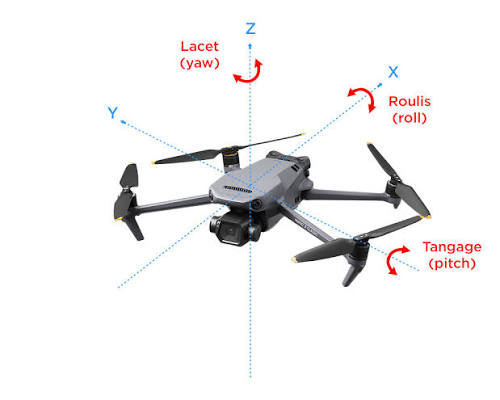 Z
Lacet
(yaw)
X
Roulis
(roll)
Y
Tangage
(pitch)